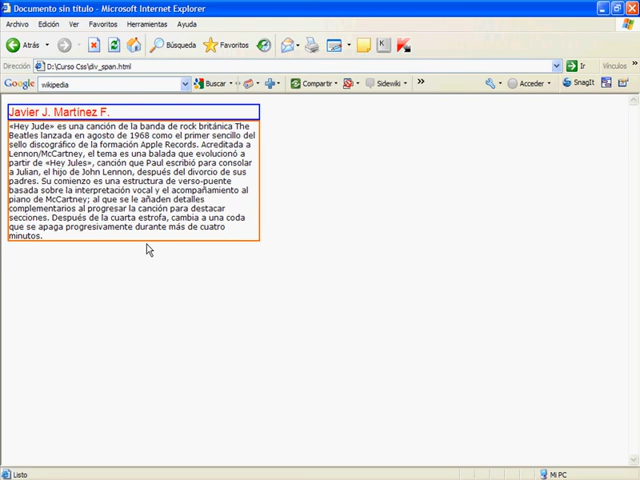 Documento sin título - Microsoft Internet Explorer
Archivo Edición Ver Favoritos Herramientas Ayuda
Atrás Búsqueda Favoritos
Dirección D:\Curso Css\div_span.html Ir Vínculos
Google wikipedia Buscar Compartir Sidewiki Acceder SnagIt
Javier J. Martínez F.
«Hey Jude» es una canción de la banda de rock británica The
Beatles lanzada en agosto de 1968 como el primer sencillo del
sello discográfico de la formación Apple Records. Acreditada a
Lennon/McCartney, el tema es una balada que evolucionó a
partir de «Hey Jules», canción que Paul escribió para consolar
a Julian, el hijo de John Lennon, después del divorcio de sus
padres. Su comienzo es una estructura de verso-puente
basada sobre la interpretación vocal y el acompañamiento al
piano de McCartney; al que se le añaden detalles
complementarios al progresar la canción para destacar
secciones. Después de la cuarta estrofa, cambia a una coda
que se apaga progresivamente durante más de cuatro
minutos.
Listo Mi PC